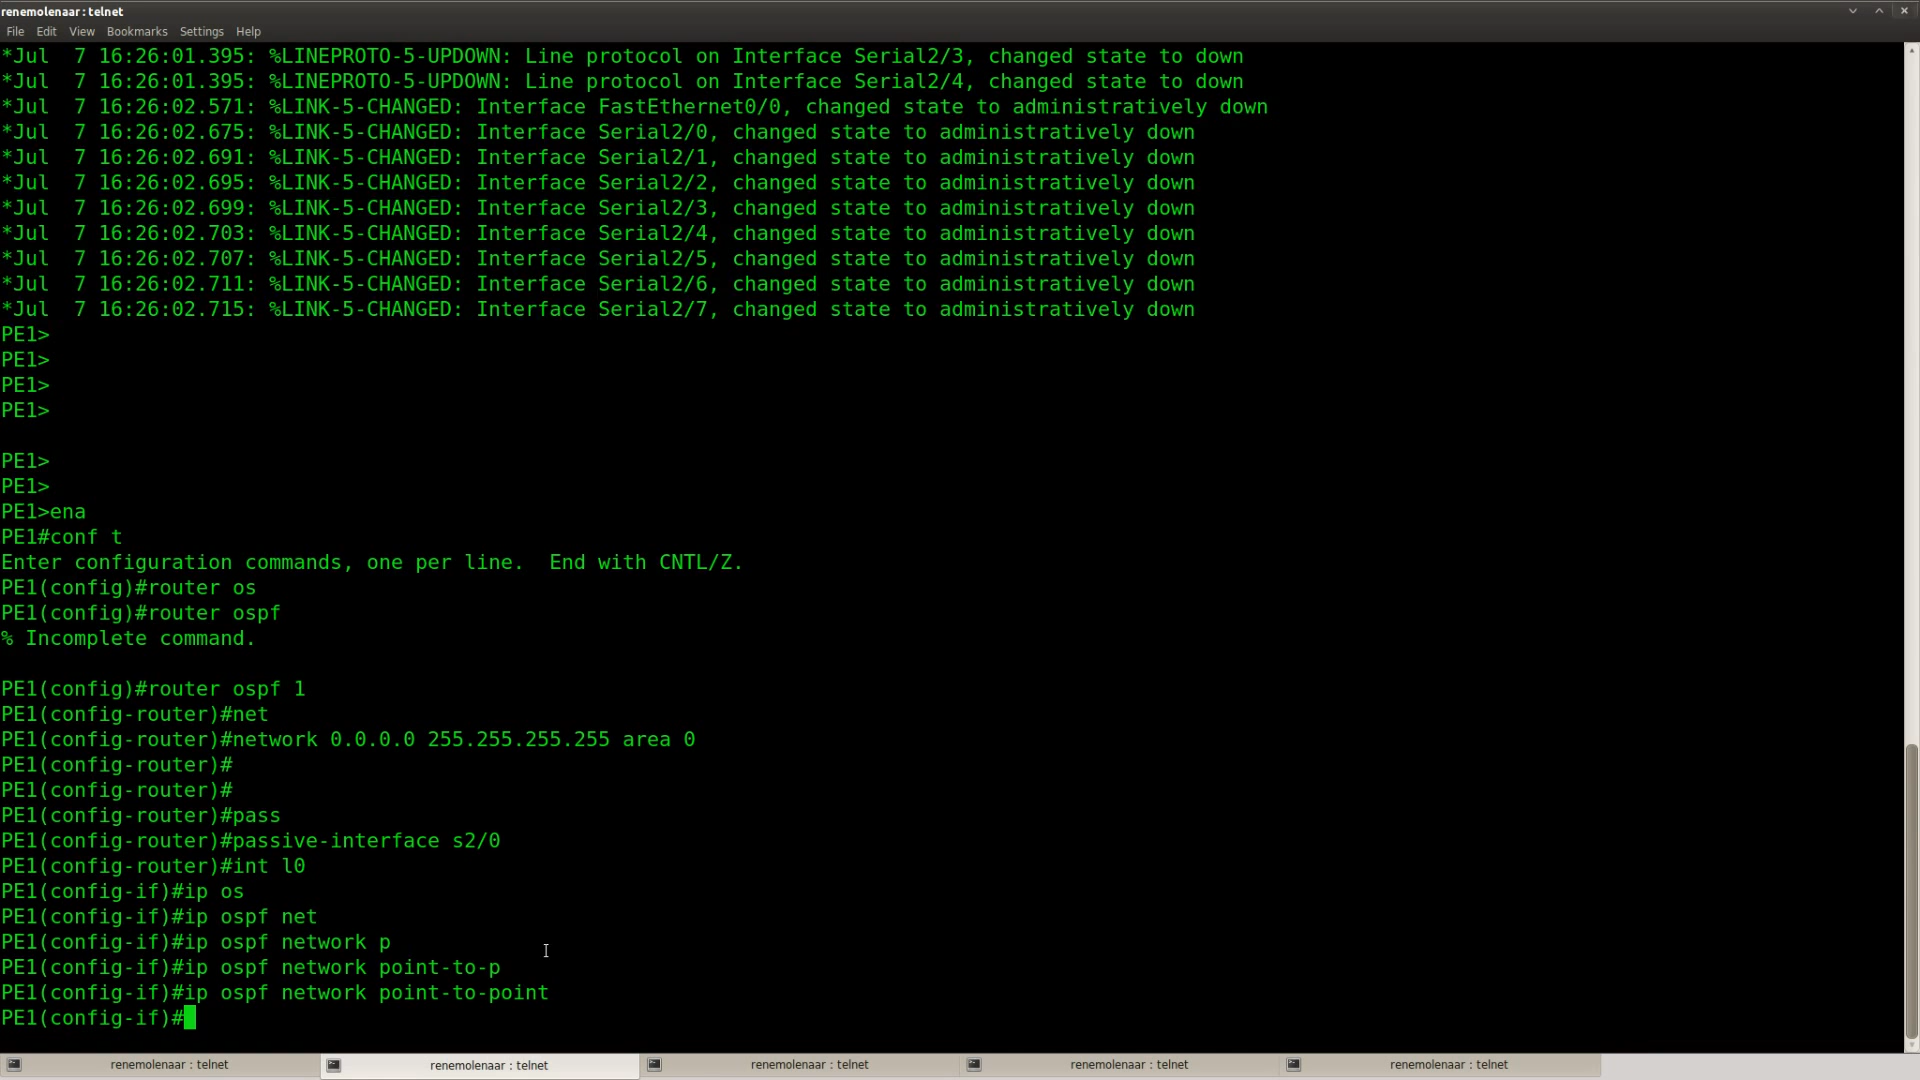 renemolenaar : telnet
File Edit View Bookmarks Settings Help
*Jul  7 16:26:01.395: %LINEPROTO-5-UPDOWN: Line protocol on Interface Serial2/3, changed state to down
*Jul  7 16:26:01.395: %LINEPROTO-5-UPDOWN: Line protocol on Interface Serial2/4, changed state to down
*Jul  7 16:26:02.571: %LINK-5-CHANGED: Interface FastEthernet0/0, changed state to administratively down
*Jul  7 16:26:02.675: %LINK-5-CHANGED: Interface Serial2/0, changed state to administratively down
*Jul  7 16:26:02.691: %LINK-5-CHANGED: Interface Serial2/1, changed state to administratively down
*Jul  7 16:26:02.695: %LINK-5-CHANGED: Interface Serial2/2, changed state to administratively down
*Jul  7 16:26:02.699: %LINK-5-CHANGED: Interface Serial2/3, changed state to administratively down
*Jul  7 16:26:02.703: %LINK-5-CHANGED: Interface Serial2/4, changed state to administratively down
*Jul  7 16:26:02.707: %LINK-5-CHANGED: Interface Serial2/5, changed state to administratively down
*Jul  7 16:26:02.711: %LINK-5-CHANGED: Interface Serial2/6, changed state to administratively down
*Jul  7 16:26:02.715: %LINK-5-CHANGED: Interface Serial2/7, changed state to administratively down
PE1>
PE1>
PE1>
PE1>
PE1>
PE1>
PE1>ena
PE1#conf t
Enter configuration commands, one per line.  End with CNTL/Z.
PE1(config)#router os
PE1(config)#router ospf
% Incomplete command.
PE1(config)#router ospf 1
PE1(config-router)#net
PE1(config-router)#network 0.0.0.0 255.255.255.255 area 0
PE1(config-router)#
PE1(config-router)#
PE1(config-router)#pass
PE1(config-router)#passive-interface s2/0
PE1(config-router)#int l0
PE1(config-if)#ip os
PE1(config-if)#ip ospf net
PE1(config-if)#ip ospf network p
PE1(config-if)#ip ospf network point-to-p
PE1(config-if)#ip ospf network point-to-point
PE1(config-if)#
renemolenaar : telnet
renemolenaar : telnet
renemolenaar : telnet
renemolenaar : telnet
renemolenaar : telnet